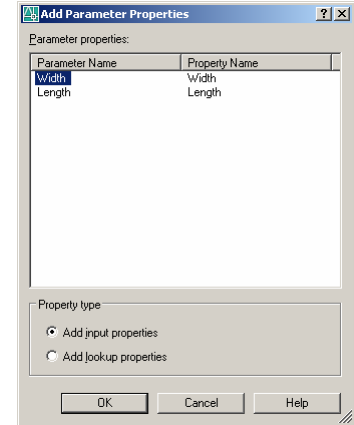 Add Parameter Properties
Parameter properties:
Parameter Name Property Name
Width Width
Length Length
Property type
Add input properties
Add lookup properties
OK Cancel Help